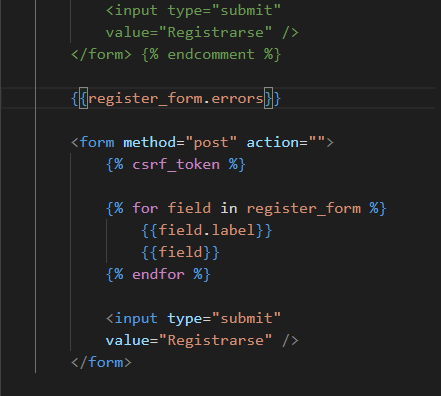 <input type="submit"
value="Registrarse" />
</form> {% endcomment %}
{{register_form.errors}}
<form method="post" action="">
{% csrf_token %}
{% for field in register_form %}
{{field.label}}
{{field}}
{% endfor %}
<input type="submit"
value="Registrarse" />
</form>